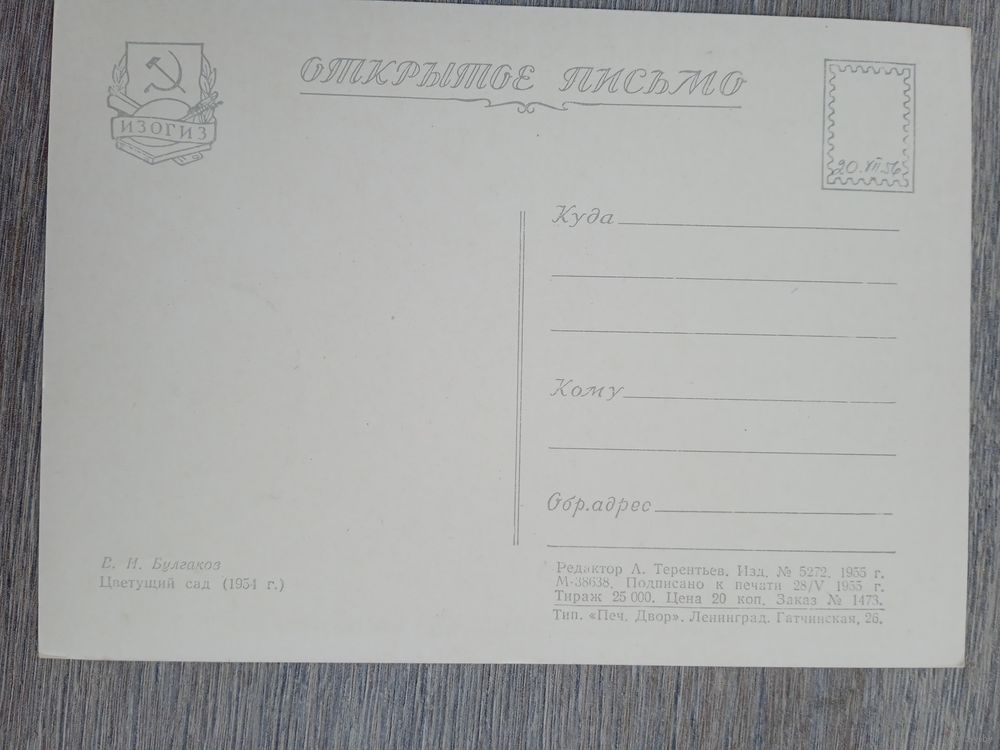 ИЗОГИЗ
ОТКРЫТОЕ ПИСЬМО
20.VII.56
Куда
Кому
Обр.адрес
В. Н. Булгаков
Цветущий сад (1954 г.)
Редактор А. Терентьев. Изд. № 5272. 1955 г.
М-38638. Подписано к печати 28/V 1955 г.
Тираж 25 000. Цена 20 коп. Заказ № 1473.
Тип. «Печ. Двор». Ленинград. Гатчинская, 26.